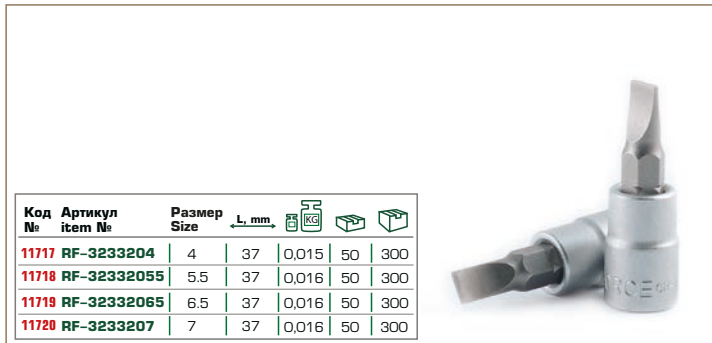 Код Артикул Размер L, mm KG
№ item № Size
11717 RF-3233204 4 37 0,015 50 300
11718 RF-32332055 5.5 37 0,016 50 300
11719 RF-32332065 6.5 37 0,016 50 300
11720 RF-3233207 7 37 0,016 50 300